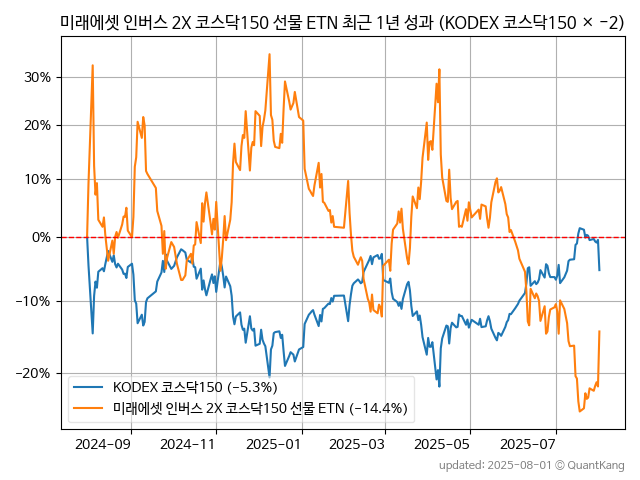 미래에셋 인버스 2X 코스닥150 선물 ETN 최근 1년 성과 (KODEX 코스닥150 × −2)
30%
20%
10%
0%
−10%
−20%
KODEX 코스닥150 (−5.3%)
미래에셋 인버스 2X 코스닥150 선물 ETN (−14.4%)
2024-09 2024-11 2025-01 2025-03 2025-05 2025-07
updated: 2025-08-01 © QuantKang